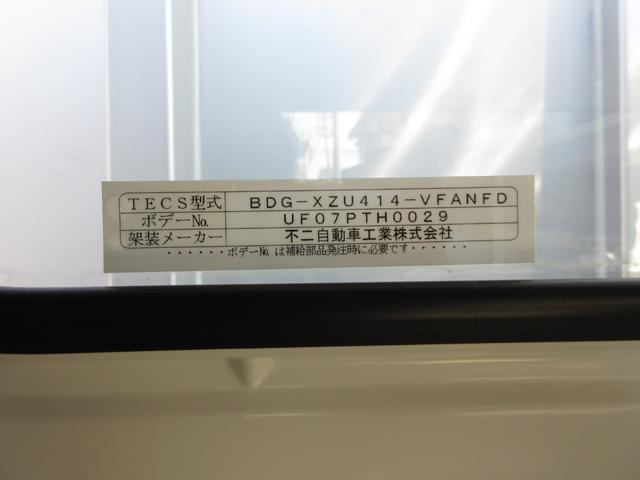 TECS型式 BDG-XZU414-VFANFD
ボデーNo. UF07PTH0029
架装メーカー 不二自動車工業株式会社
・・・・・・ボデーNo.は補給部品発注時に必要です・・・・・・